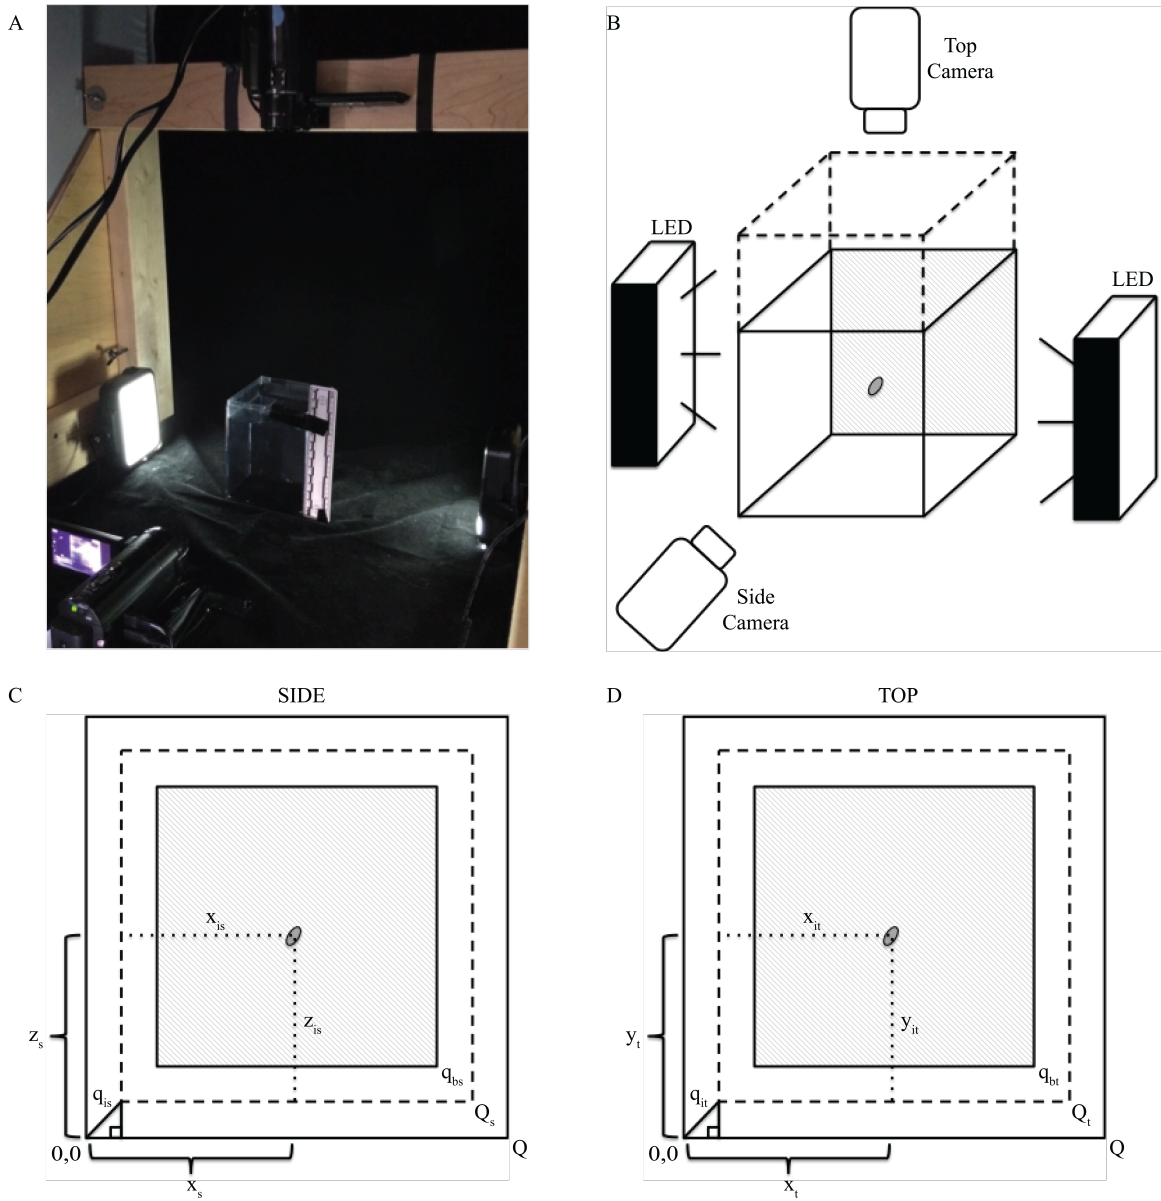 A
B
Top
Camera
LED
LED
Side
Camera
C
SIDE
x_is
z_is
z_s
q_bs
q_is
Q_s
0,0
Q
x_s
D
TOP
x_it
y_it
y_t
q_bt
q_it
Q_t
0,0
Q
x_t